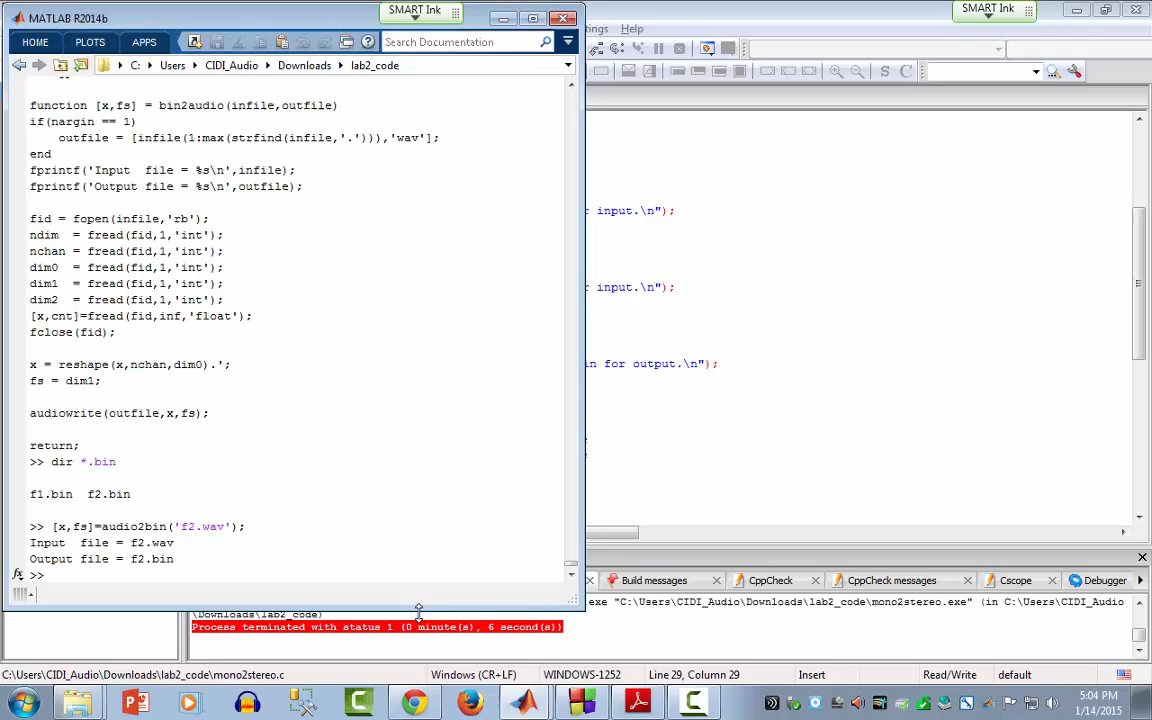 SMART Ink
MATLAB R2014b
HOME PLOTS APPS
Search Documentation
C: Users CIDI_Audio Downloads lab2_code
function [x,fs] = bin2audio(infile,outfile)
if(nargin == 1)
outfile = [infile(1:max(strfind(infile,'.'))),'wav'];
end
fprintf('Input  file = %s\n',infile);
fprintf('Output file = %s\n',outfile);
fid = fopen(infile,'rb');
ndim  = fread(fid,1,'int');
nchan = fread(fid,1,'int');
dim0  = fread(fid,1,'int');
dim1  = fread(fid,1,'int');
dim2  = fread(fid,1,'int');
[x,cnt]=fread(fid,inf,'float');
fclose(fid);
x = reshape(x,nchan,dim0).';
fs = dim1;
audiowrite(outfile,x,fs);
return;
>> dir *.bin
f1.bin  f2.bin
>> [x,fs]=audio2bin('f2.wav');
Input  file = f2.wav
Output file = f2.bin
fx >>
SMART Ink
tings Help
S C
r input.\n");
r input.\n");
in for output.\n");
Build messages CppCheck CppCheck messages Cscope Debugger
exe "C:\Users\CIDI_Audio\Downloads\lab2_code\mono2stereo.exe" (in C:\Users\CIDI_Audio
\Downloads\lab2_code)
Process terminated with status 1 (0 minute(s), 6 second(s))
C:\Users\CIDI_Audio\Downloads\lab2_code\mono2stereo.c Windows (CR+LF) WINDOWS-1252 Line 29, Column 29 Insert Read/Write default
5:04 PM
1/14/2015